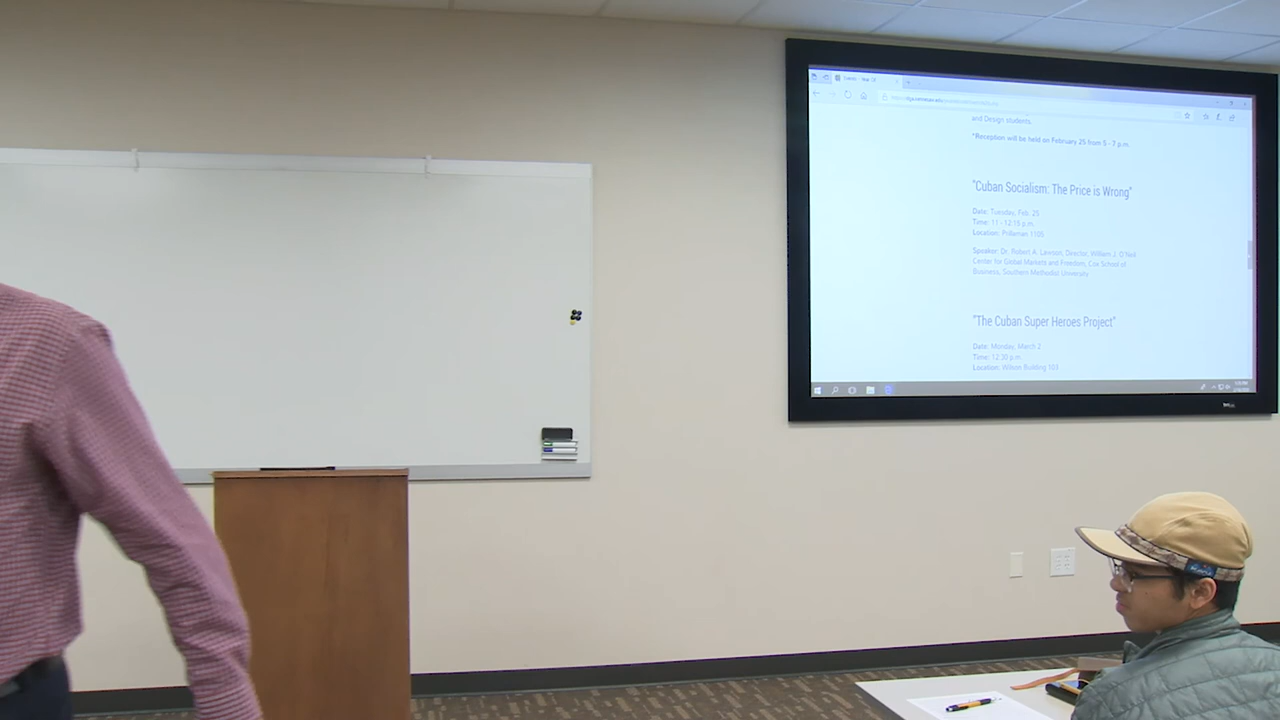 and Design students.
*Reception will be held on February 25 from 5 - 7 p.m.
"Cuban Socialism: The Price is Wrong"
Date: Tuesday, Feb. 25
Time: 11 - 12:15 p.m.
Location: Prillaman 1105
Speaker: Dr. Robert A. Lawson, Director, William J. O'Neil
Center for Global Markets and Freedom, Cox School of
Business, Southern Methodist University
"The Cuban Super Heroes Project"
Date: Monday, March 2
Time: 12:30 p.m.
Location: Wilson Building 103